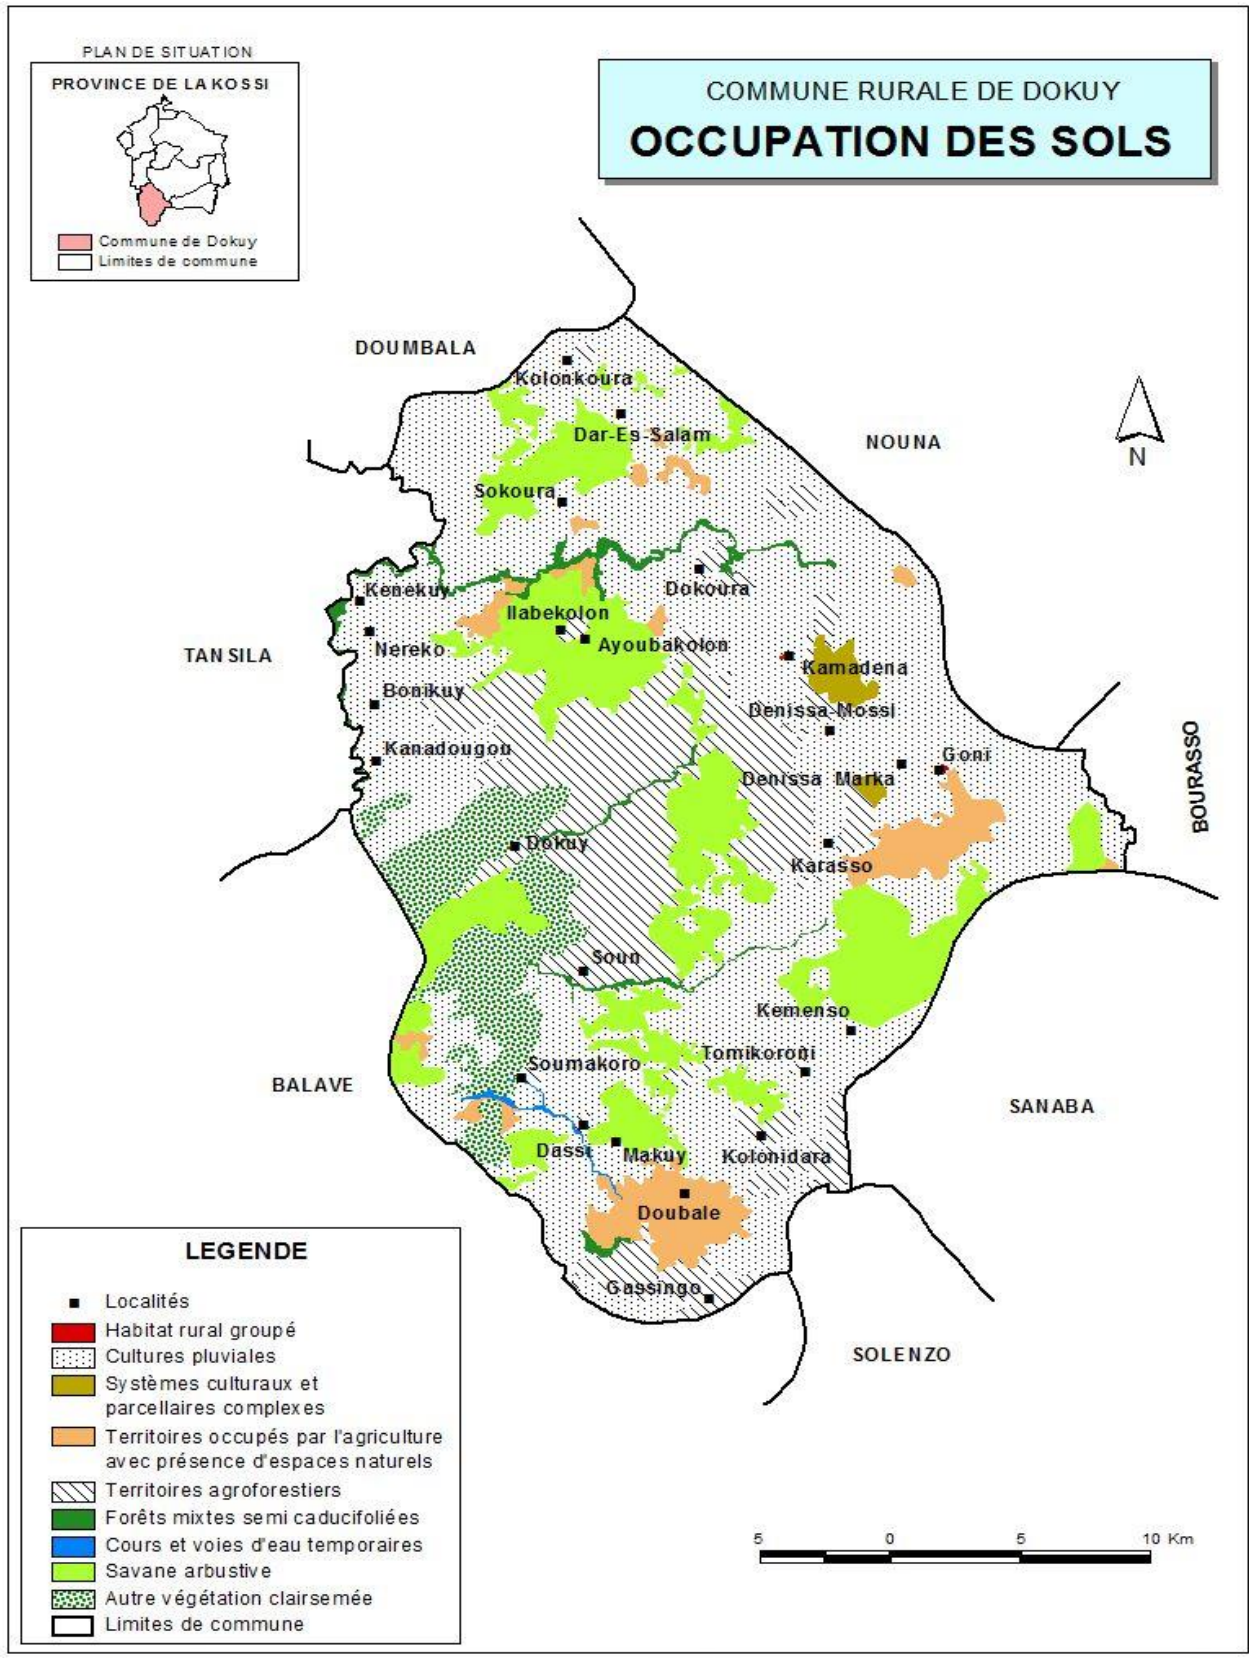 PLAN DE SITUATION
PROVINCE DE LA KOSSI
Commune de Dokuy
Limites de commune
COMMUNE RURALE DE DOKUY
OCCUPATION DES SOLS
DOUMBALA
Kolonkoura
Dar-Es-Salam
NOUNA
N
Sokoura
Kenekuy
Dokoura
Ilabekolon
TANSILA
Nereko
Ayoubakolon
Kamadena
Bonikuy
Denissa-Mossi
Kanadougou
Goni
BOURASSO
Denissa Marka
Dokuy
Karasso
Soun
Kemenso
Soumakoro
Tomikoroni
BALAVE
SANABA
Dassi
Makuy
Kolonidara
Doubale
Gassingo
SOLENZO
LEGENDE
Localités
Habitat rural groupé
Cultures pluviales
Systèmes culturaux et
parcellaires complexes
Territoires occupés par l'agriculture
avec présence d'espaces naturels
Territoires agroforestiers
Forêts mixtes semi caducifoliées
Cours et voies d'eau temporaires
Savane arbustive
Autre végétation clairsemée
Limites de commune
5 0 5 10 Km